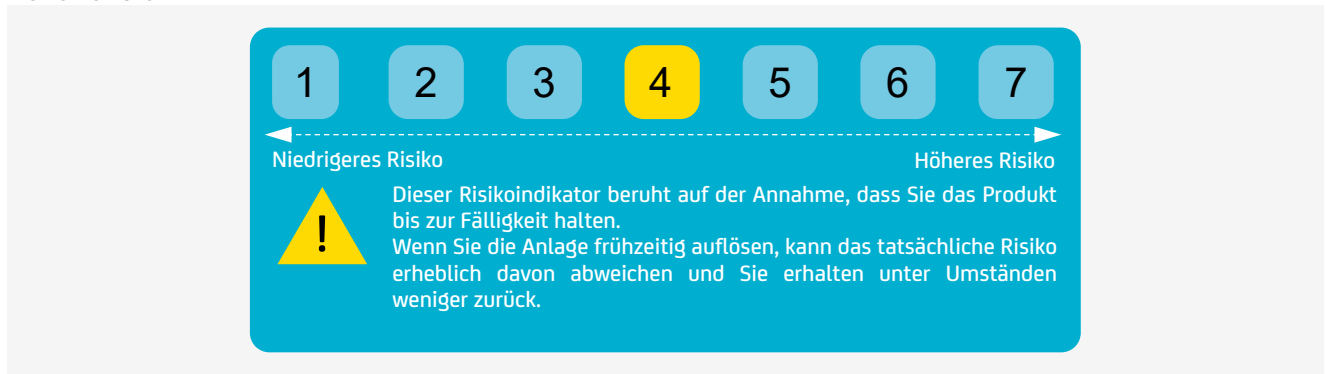 1 2 3 4 5 6 7
Niedrigeres Risiko Höheres Risiko
!
Dieser Risikoindikator beruht auf der Annahme, dass Sie das Produkt
bis zur Fälligkeit halten.
Wenn Sie die Anlage frühzeitig auflösen, kann das tatsächliche Risiko
erheblich davon abweichen und Sie erhalten unter Umständen
weniger zurück.